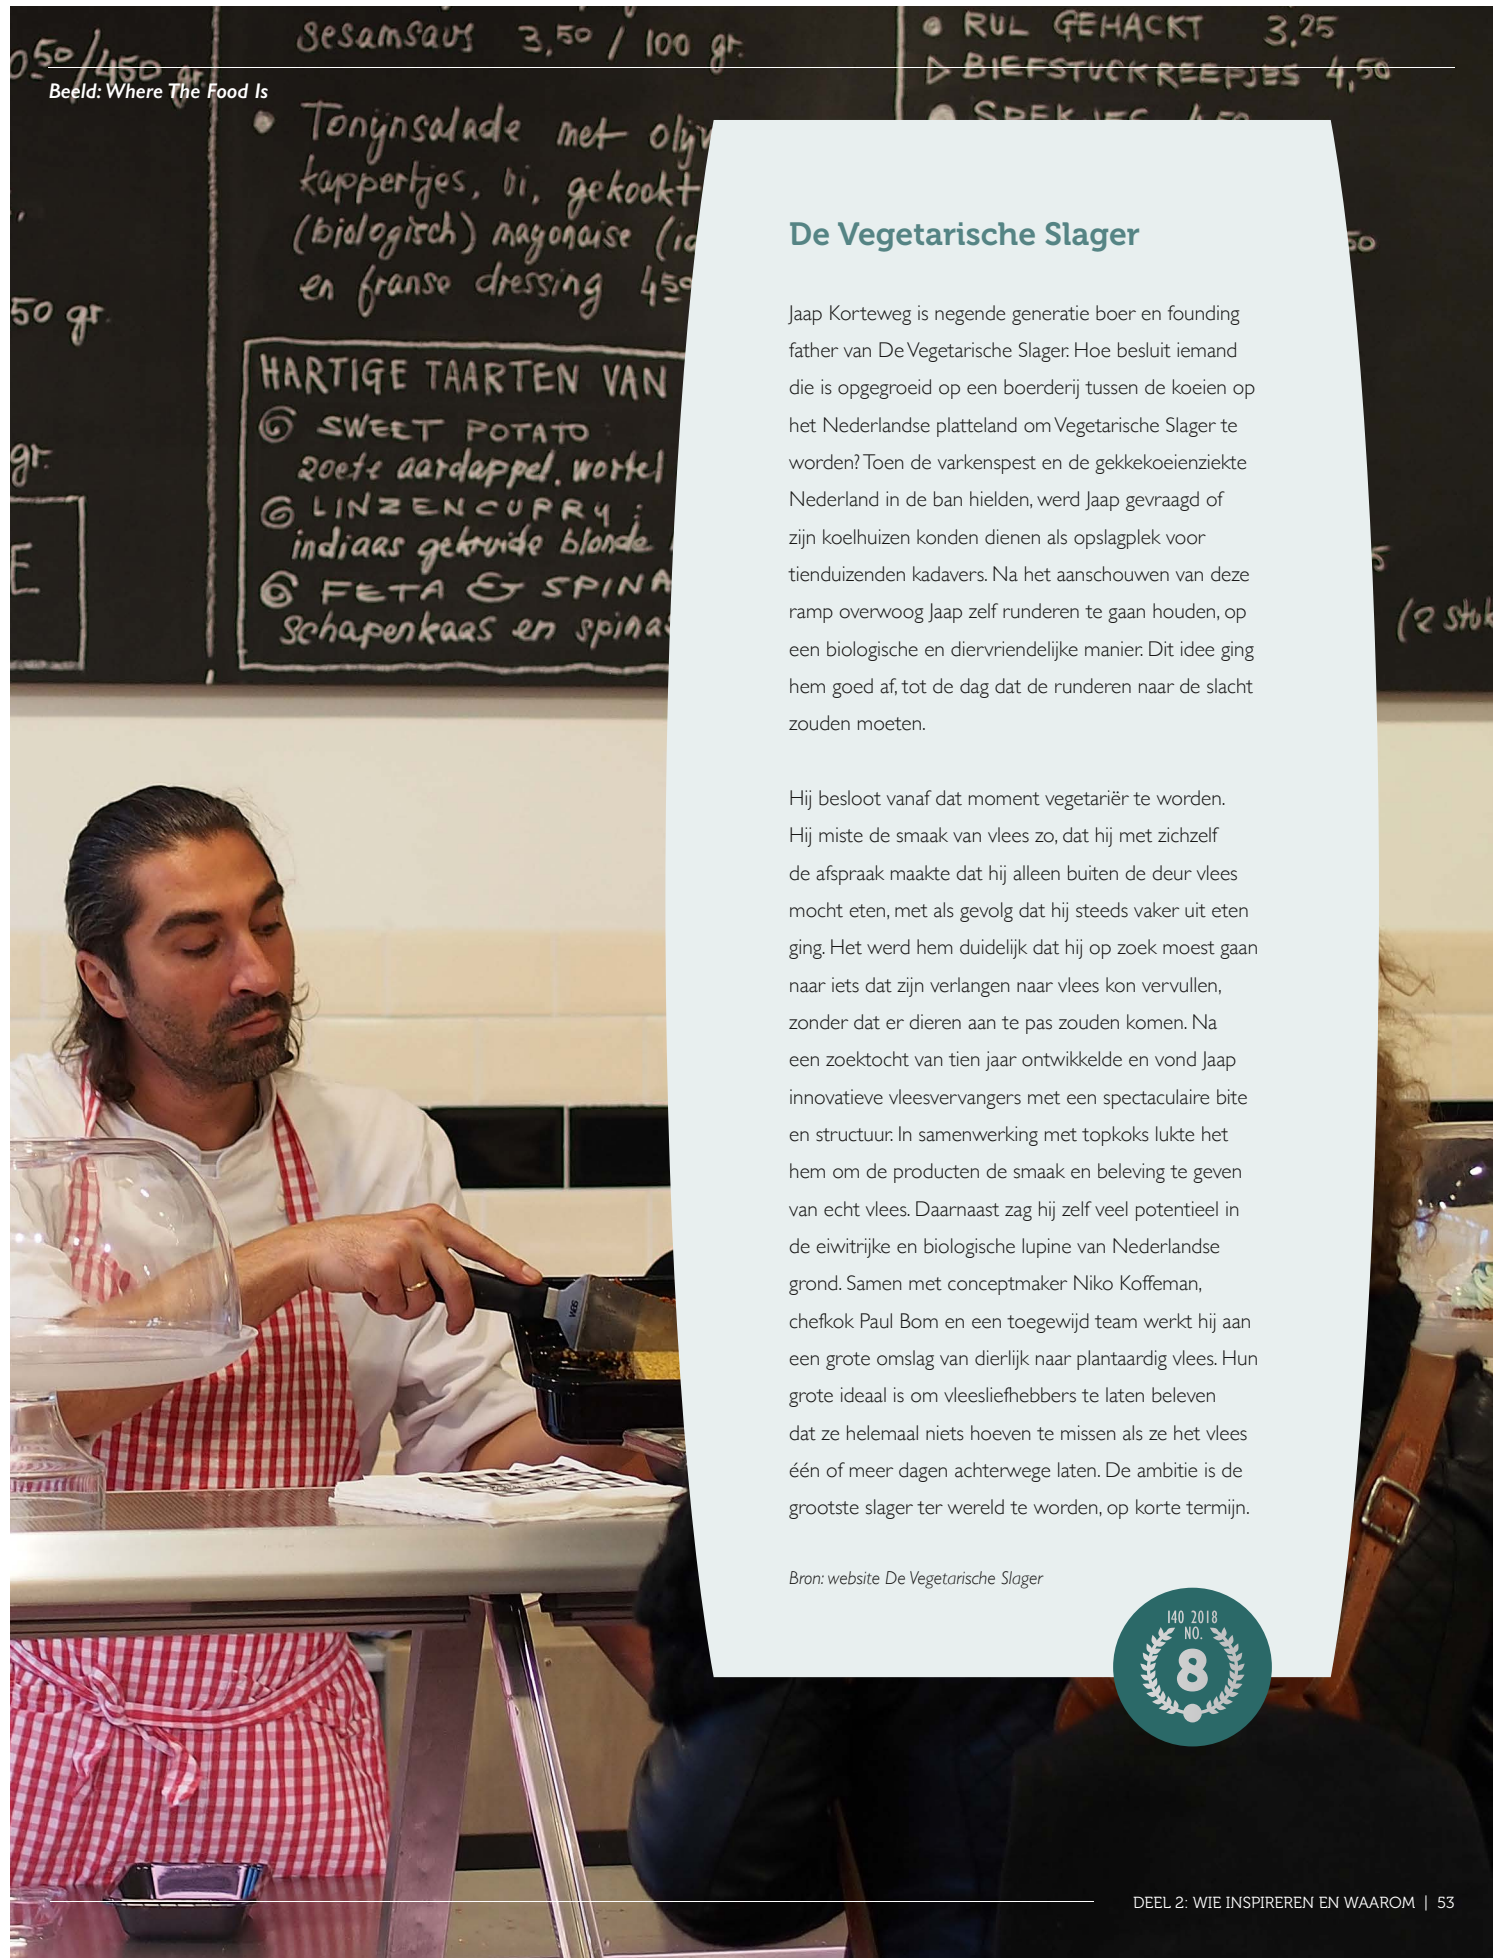 sesamsaus 3,50 / 100 gr.
RUL GEHACKT 3,25
BIEFSTUCKREEPJES 4,50
0 50/450 gr.
Beeld: Where The Food Is
Tonijnsalade met
kappertjes, ui, gekookt
(biologisch) mayonaise
en franse dressing 4 50
50 gr.
gr.
HARTIGE TAARTEN VAN
SWEET POTATO
zoete aardappel, wortel
LINZENCURRY :
indiaas gekruide blonde
FETA & SPINA
schapenkaas en spinas
E
50
5
(2 stuk
De Vegetarische Slager
Jaap Korteweg is negende generatie boer en founding
father van De Vegetarische Slager. Hoe besluit iemand
die is opgegroeid op een boerderij tussen de koeien op
het Nederlandse platteland om Vegetarische Slager te
worden? Toen de varkenspest en de gekkekoeienziekte
Nederland in de ban hielden, werd Jaap gevraagd of
zijn koelhuizen konden dienen als opslagplek voor
tienduizenden kadavers. Na het aanschouwen van deze
ramp overwoog Jaap zelf runderen te gaan houden, op
een biologische en diervriendelijke manier. Dit idee ging
hem goed af, tot de dag dat de runderen naar de slacht
zouden moeten.
Hij besloot vanaf dat moment vegetariër te worden.
Hij miste de smaak van vlees zo, dat hij met zichzelf
de afspraak maakte dat hij alleen buiten de deur vlees
mocht eten, met als gevolg dat hij steeds vaker uit eten
ging. Het werd hem duidelijk dat hij op zoek moest gaan
naar iets dat zijn verlangen naar vlees kon vervullen,
zonder dat er dieren aan te pas zouden komen. Na
een zoektocht van tien jaar ontwikkelde en vond Jaap
innovatieve vleesvervangers met een spectaculaire bite
en structuur. In samenwerking met topkoks lukte het
hem om de producten de smaak en beleving te geven
van echt vlees. Daarnaast zag hij zelf veel potentieel in
de eiwitrijke en biologische lupine van Nederlandse
grond. Samen met conceptmaker Niko Koffeman,
chefkok Paul Bom en een toegewijd team werkt hij aan
een grote omslag van dierlijk naar plantaardig vlees. Hun
grote ideaal is om vleesliefhebbers te laten beleven
dat ze helemaal niets hoeven te missen als ze het vlees
één of meer dagen achterwege laten. De ambitie is de
grootste slager ter wereld te worden, op korte termijn.
Bron: website De Vegetarische Slager
140 2018
NO.
8
DEEL 2: WIE INSPIREREN EN WAAROM | 53